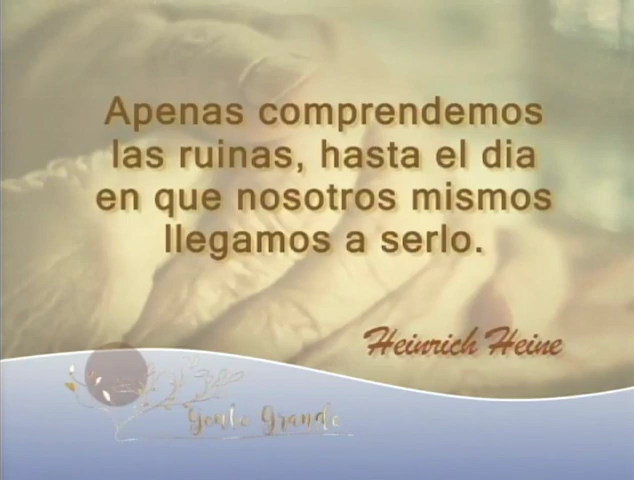 Apenas comprendemos
las ruinas, hasta el dia
en que nosotros mismos
llegamos a serlo.
Heinrich Heine
Gente Grande